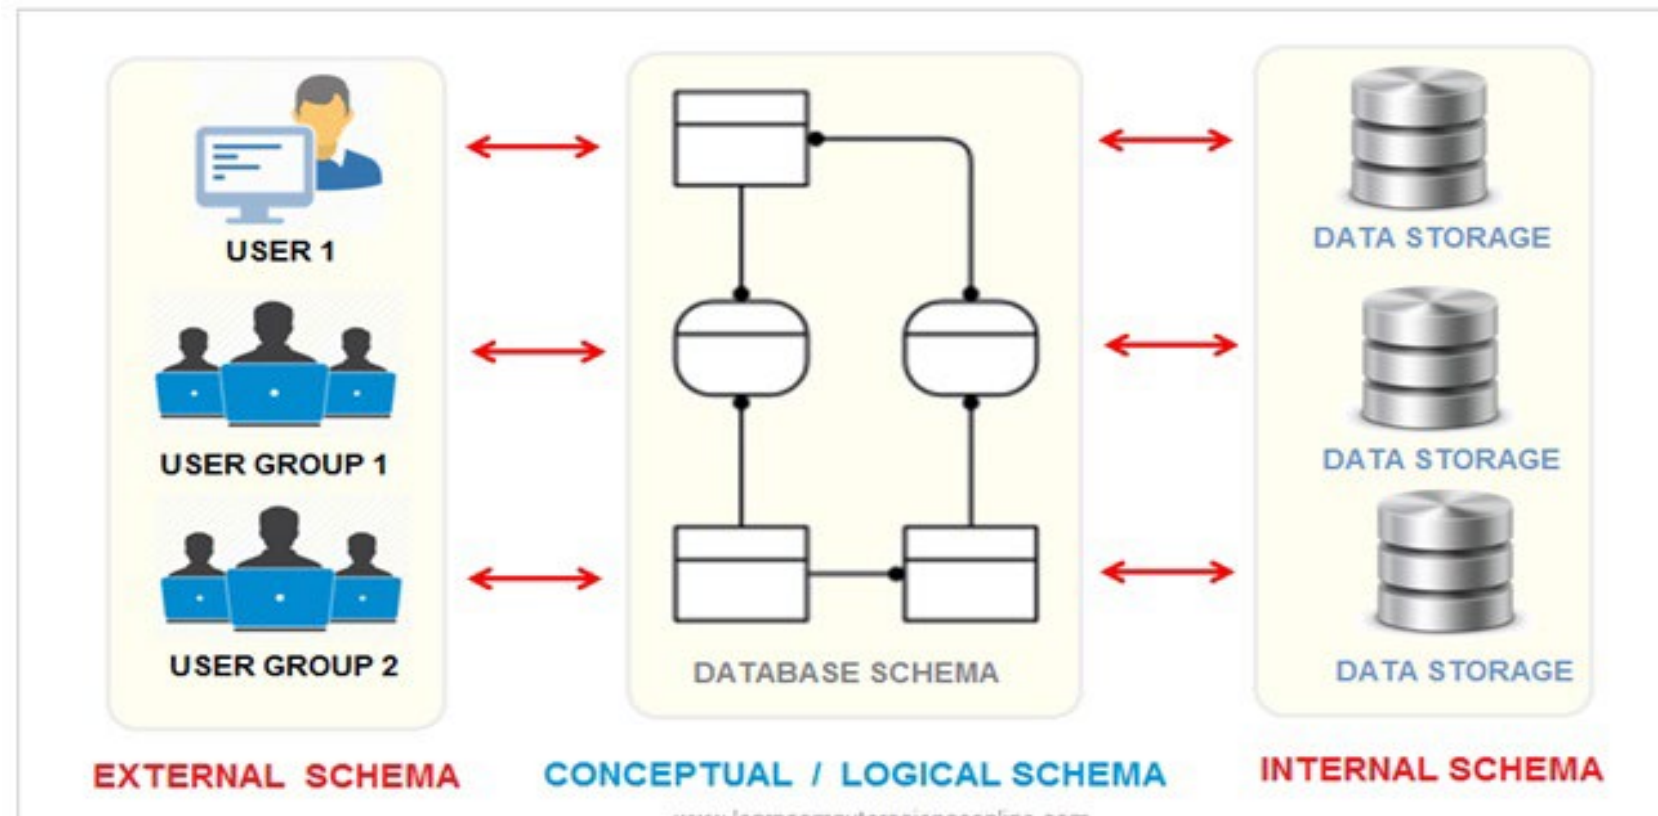 USER 1
USER GROUP 1
USER GROUP 2
EXTERNAL SCHEMA
DATABASE SCHEMA
CONCEPTUAL / LOGICAL SCHEMA
DATA STORAGE
DATA STORAGE
DATA STORAGE
INTERNAL SCHEMA